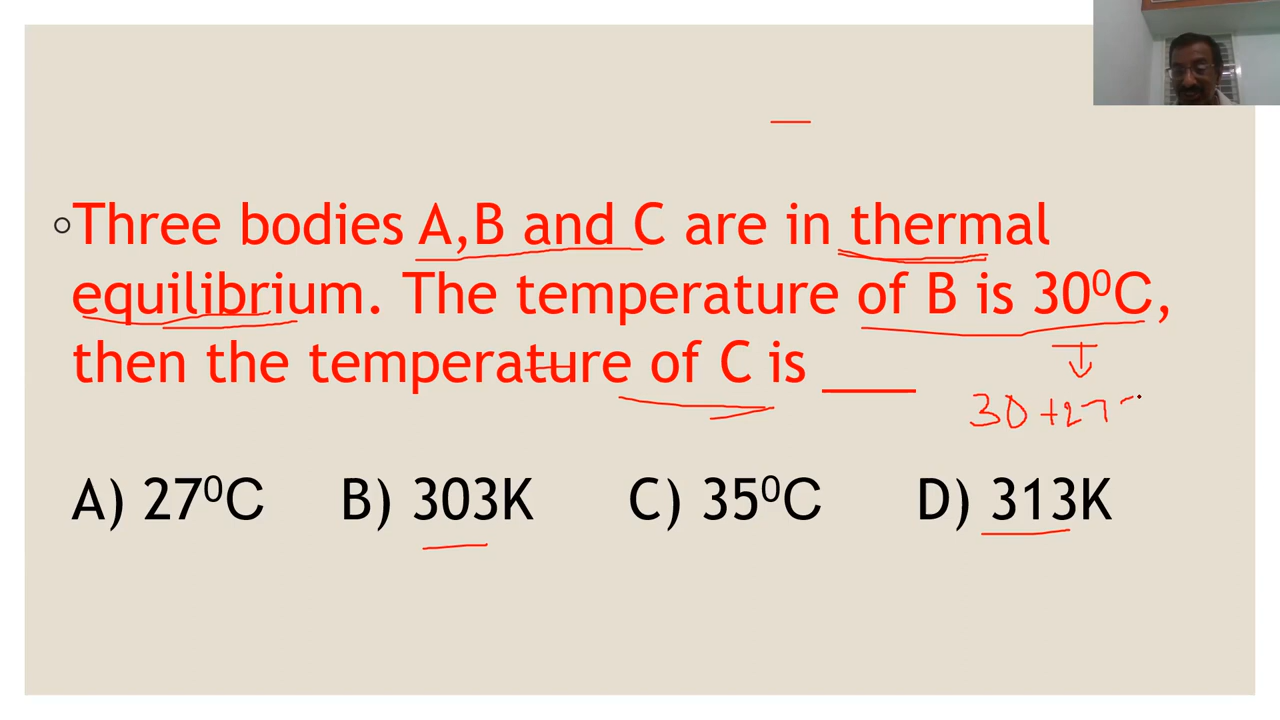 ◦Three bodies A,B and C are in thermal
equilibrium. The temperature of B is 30⁰C,
then the temperature of C is ____
30 + 27
A) 27⁰C B) 303K C) 35⁰C D) 313K